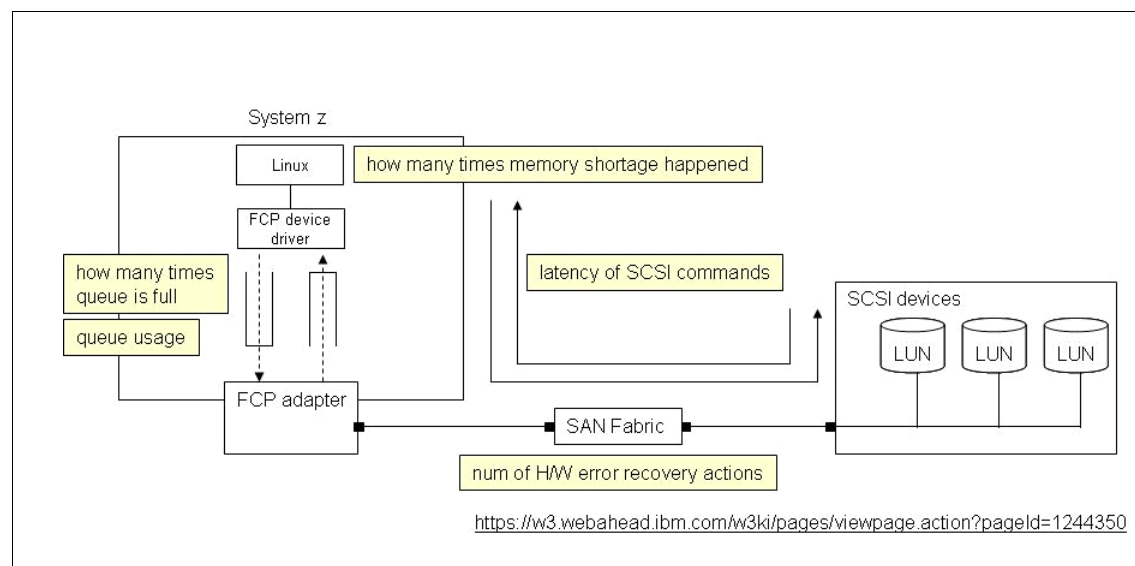 System z
Linux
how many times memory shortage happened
FCP device
driver
how many times
queue is full
queue usage
latency of SCSI commands
SCSI devices
LUN
LUN
LUN
FCP adapter
SAN Fabric
num of H/W error recovery actions
https://w3.webahead.ibm.com/w3ki/pages/viewpage.action?pageId=1244350